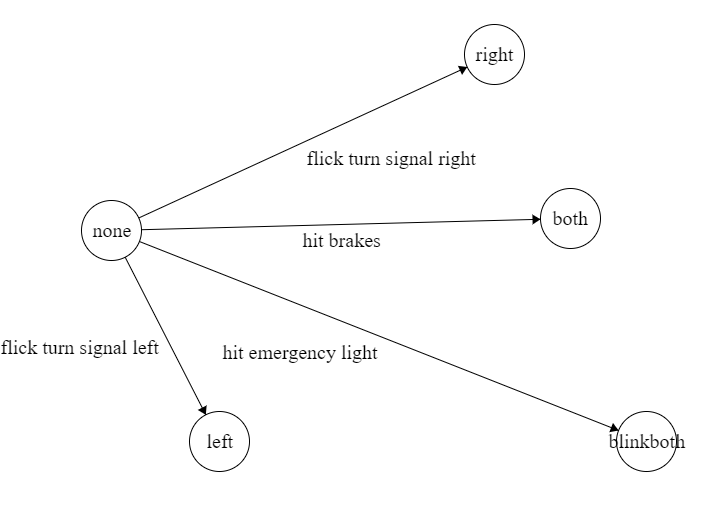 right
flick turn signal right
both
none
hit brakes
flick turn signal left
hit emergency light
left
blinkboth